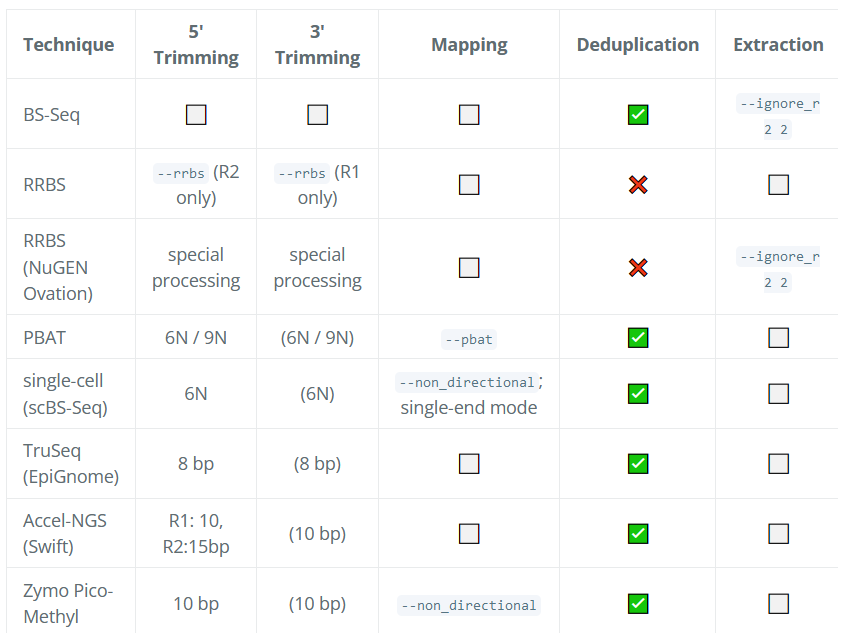 Technique 5' Trimming 3' Trimming Mapping Deduplication Extraction
BS-Seq --ignore_r
2 2
RRBS --rrbs (R2 only) --rrbs (R1 only)
RRBS (NuGEN Ovation) special processing special processing --ignore_r
2 2
PBAT 6N / 9N (6N / 9N) --pbat
single-cell (scBS-Seq) 6N (6N) --non_directional; single-end mode
TruSeq (EpiGnome) 8 bp (8 bp)
Accel-NGS (Swift) R1: 10, R2:15bp (10 bp)
Zymo Pico-Methyl 10 bp (10 bp) --non_directional